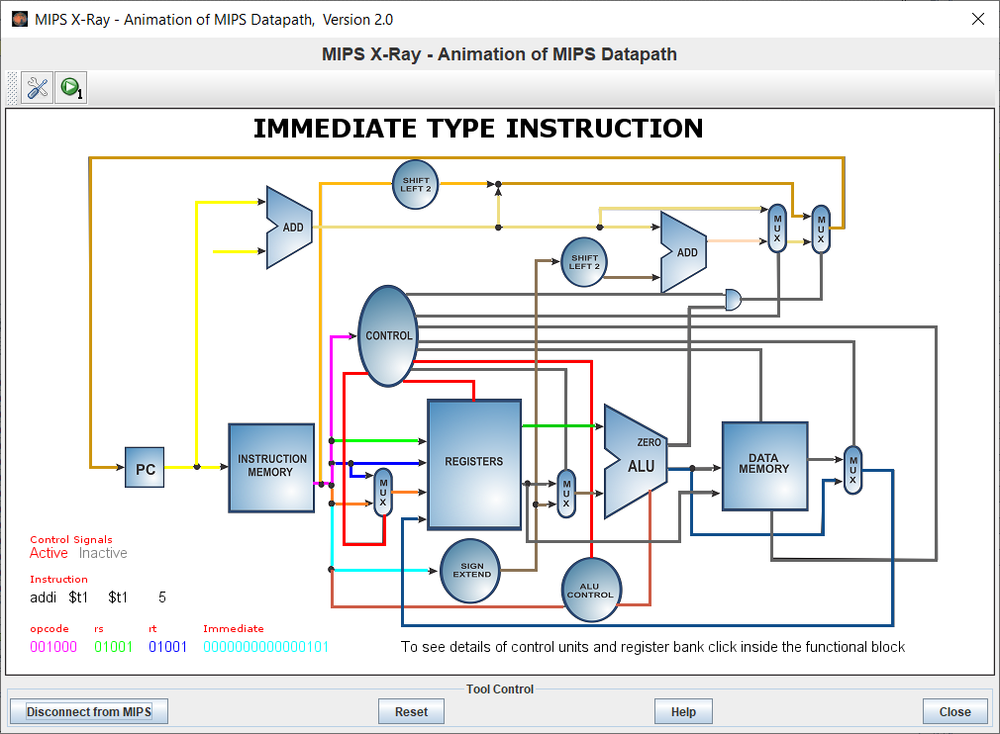 MIPS X-Ray - Animation of MIPS Datapath, Version 2.0
MIPS X-Ray - Animation of MIPS Datapath
1
IMMEDIATE TYPE INSTRUCTION
SHIFT
LEFT 2
ADD
MUX
MUX
SHIFT
LEFT 2
ADD
CONTROL
PC
INSTRUCTION
MEMORY
REGISTERS
MUX
MUX
ZERO
ALU
DATA
MEMORY
MUX
SIGN
EXTEND
ALU
CONTROL
Control Signals
Active Inactive
Instruction
addi $t1 $t1 5
opcode rs rt Immediate
001000 01001 01001 0000000000000101
To see details of control units and register bank click inside the functional block
Tool Control
Disconnect from MIPS
Reset
Help
Close